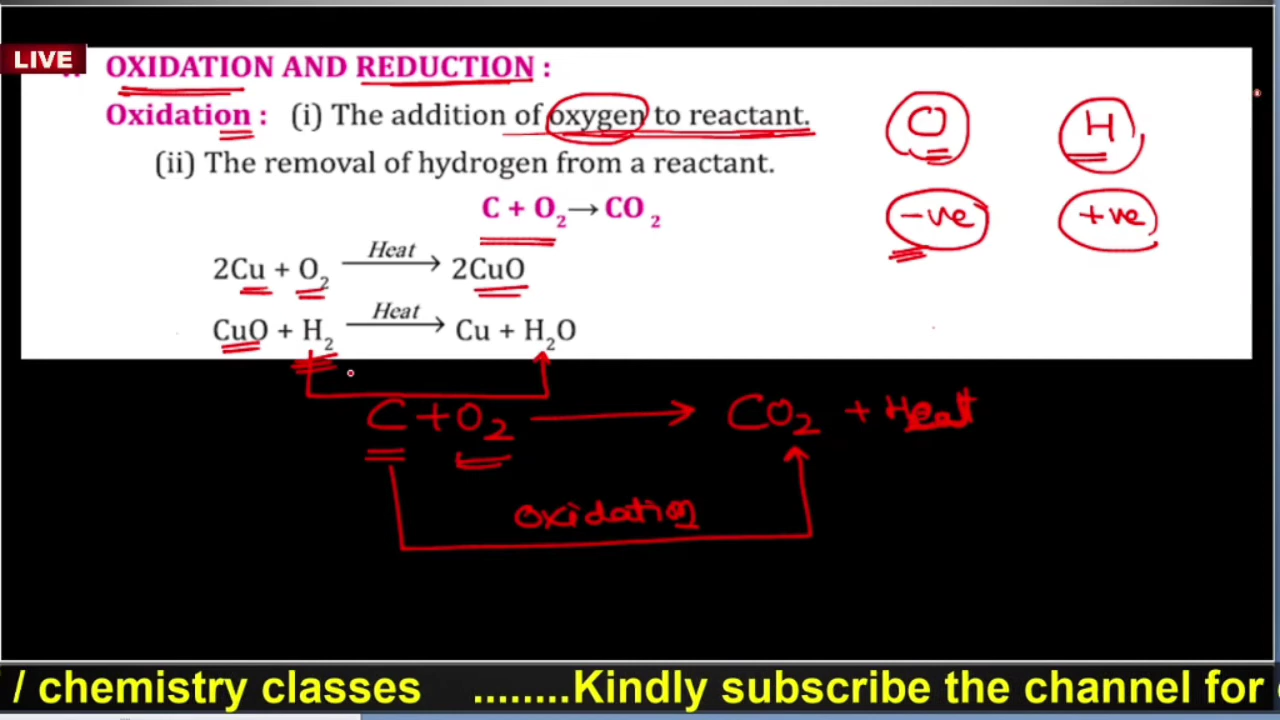 LIVE
OXIDATION AND REDUCTION :
Oxidation : (i) The addition of oxygen to reactant.
(ii) The removal of hydrogen from a reactant.
C + O₂ → CO₂
2Cu + O₂ —Heat→ 2CuO
CuO + H₂ —Heat→ Cu + H₂O
O H
-ve +ve
C + O₂ → CO₂ + Heat
oxidation
/ chemistry classes ........Kindly subscribe the channel for